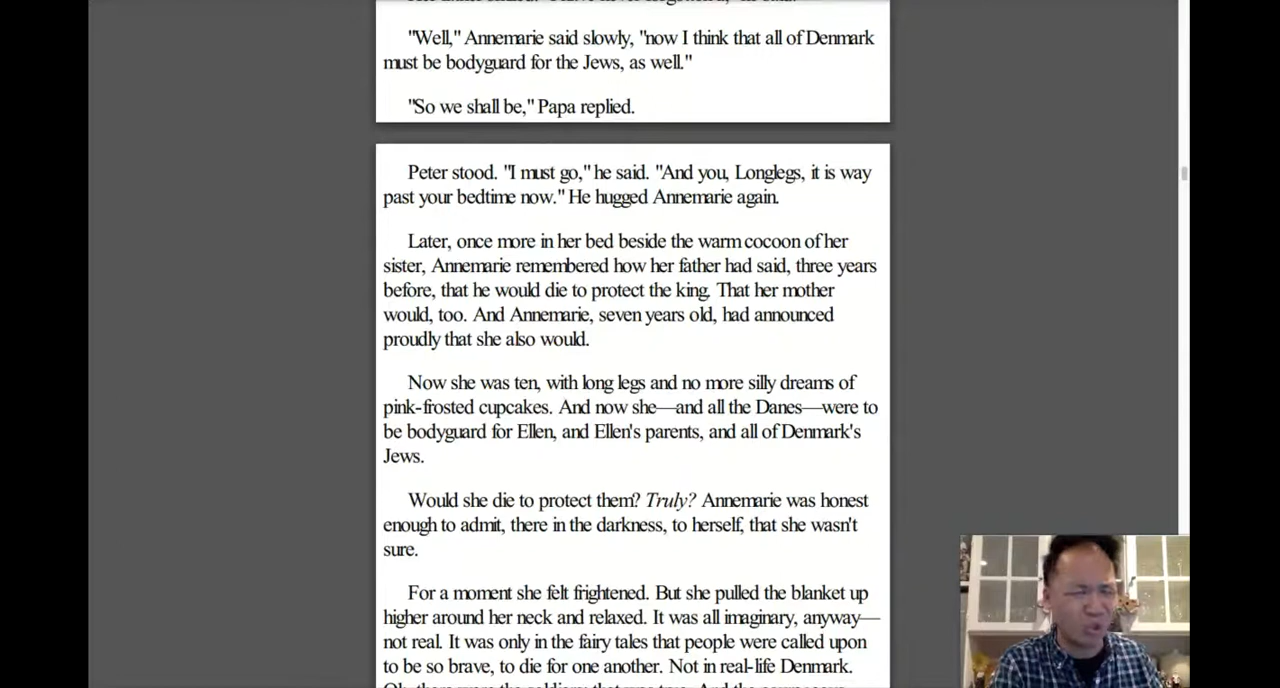 "Well," Annemarie said slowly, "now I think that all of Denmark
must be bodyguard for the Jews, as well."
"So we shall be," Papa replied.
Peter stood. "I must go," he said. "And you, Longlegs, it is way
past your bedtime now." He hugged Annemarie again.
Later, once more in her bed beside the warm cocoon of her
sister, Annemarie remembered how her father had said, three years
before, that he would die to protect the king. That her mother
would, too. And Annemarie, seven years old, had announced
proudly that she also would.
Now she was ten, with long legs and no more silly dreams of
pink-frosted cupcakes. And now she—and all the Danes—were to
be bodyguard for Ellen, and Ellen's parents, and all of Denmark's
Jews.
Would she die to protect them? Truly? Annemarie was honest
enough to admit, there in the darkness, to herself, that she wasn't
sure.
For a moment she felt frightened. But she pulled the blanket up
higher around her neck and relaxed. It was all imaginary, anyway—
not real. It was only in the fairy tales that people were called upon
to be so brave, to die for one another. Not in real-life Denmark.